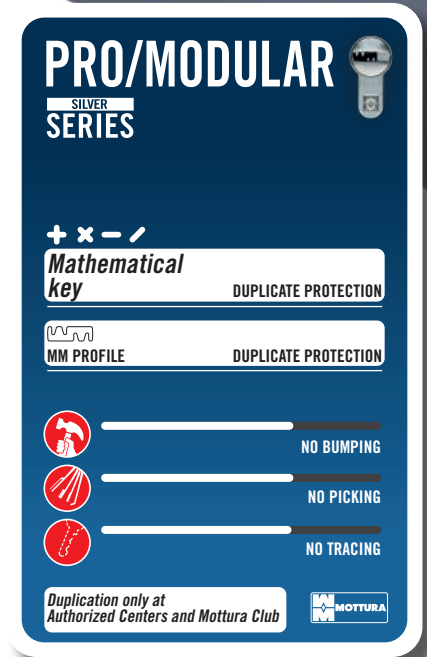 PRO/MODULAR
SILVER
SERIES
Mathematical
key
DUPLICATE PROTECTION
MM PROFILE
DUPLICATE PROTECTION
NO BUMPING
NO PICKING
NO TRACING
Duplication only at
Authorized Centers and Mottura Club
MOTTURA